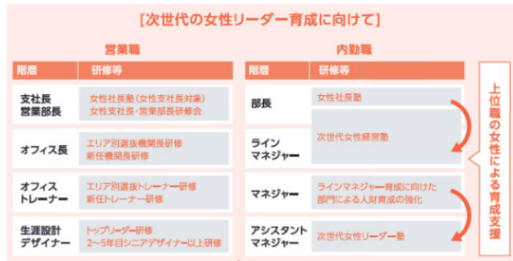 [次世代の女性リーダー育成に向けて]
営業職
階層
研修等
支社長
営業部長
女性社長塾(女性支社長対象)
女性支社長・営業部長研修会
オフィス長
エリア別選抜機関長研修
新任機関長研修
オフィス
トレーナー
エリア別選抜トレーナー研修
新任トレーナー研修
生涯設計
デザイナー
トップリーダー研修
2〜5年目シニアデザイナー以上研修
内勤職
階層
研修等
部長
女性社長塾
ライン
マネジャー
次世代女性経営塾
マネジャー
ラインマネジャー育成に向けた
部門による人財育成の強化
アシスタント
マネジャー
次世代女性リーダー塾
上位職の女性による育成支援